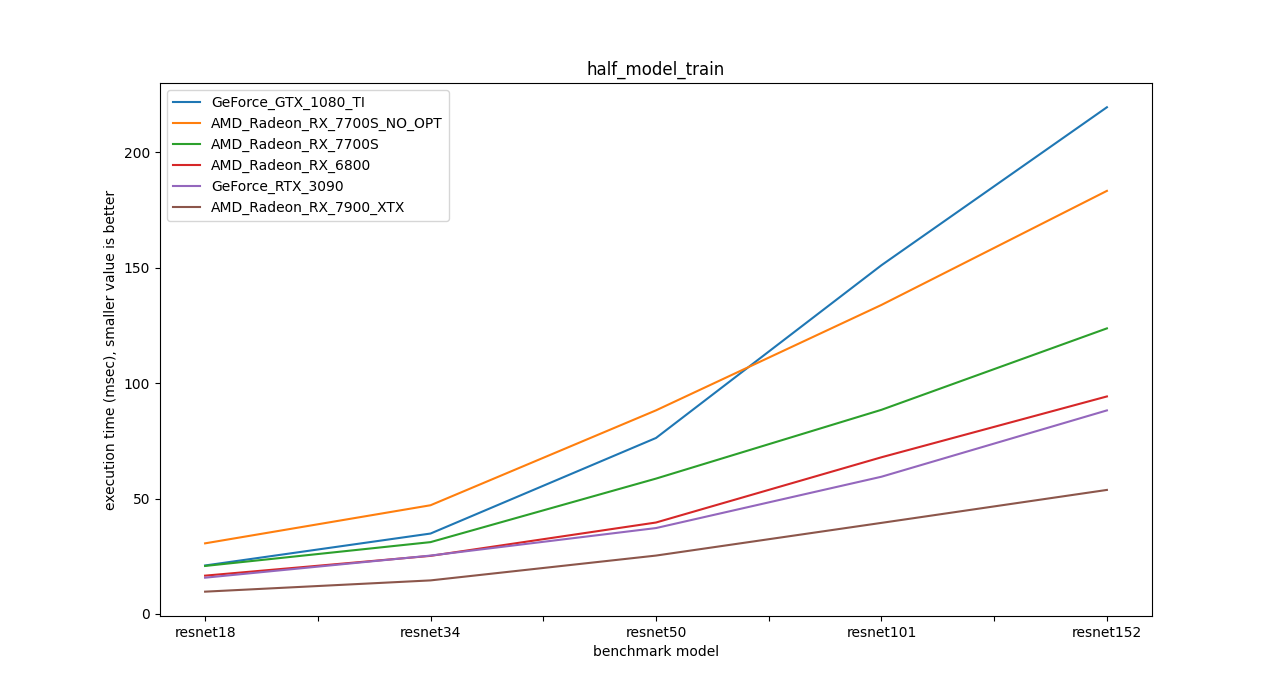 half_model_train
GeForce_GTX_1080_TI
AMD_Radeon_RX_7700S_NO_OPT
AMD_Radeon_RX_7700S
AMD_Radeon_RX_6800
GeForce_RTX_3090
AMD_Radeon_RX_7900_XTX
execution time (msec), smaller value is better
200
150
100
50
0
resnet18 resnet34 resnet50 resnet101 resnet152
benchmark model